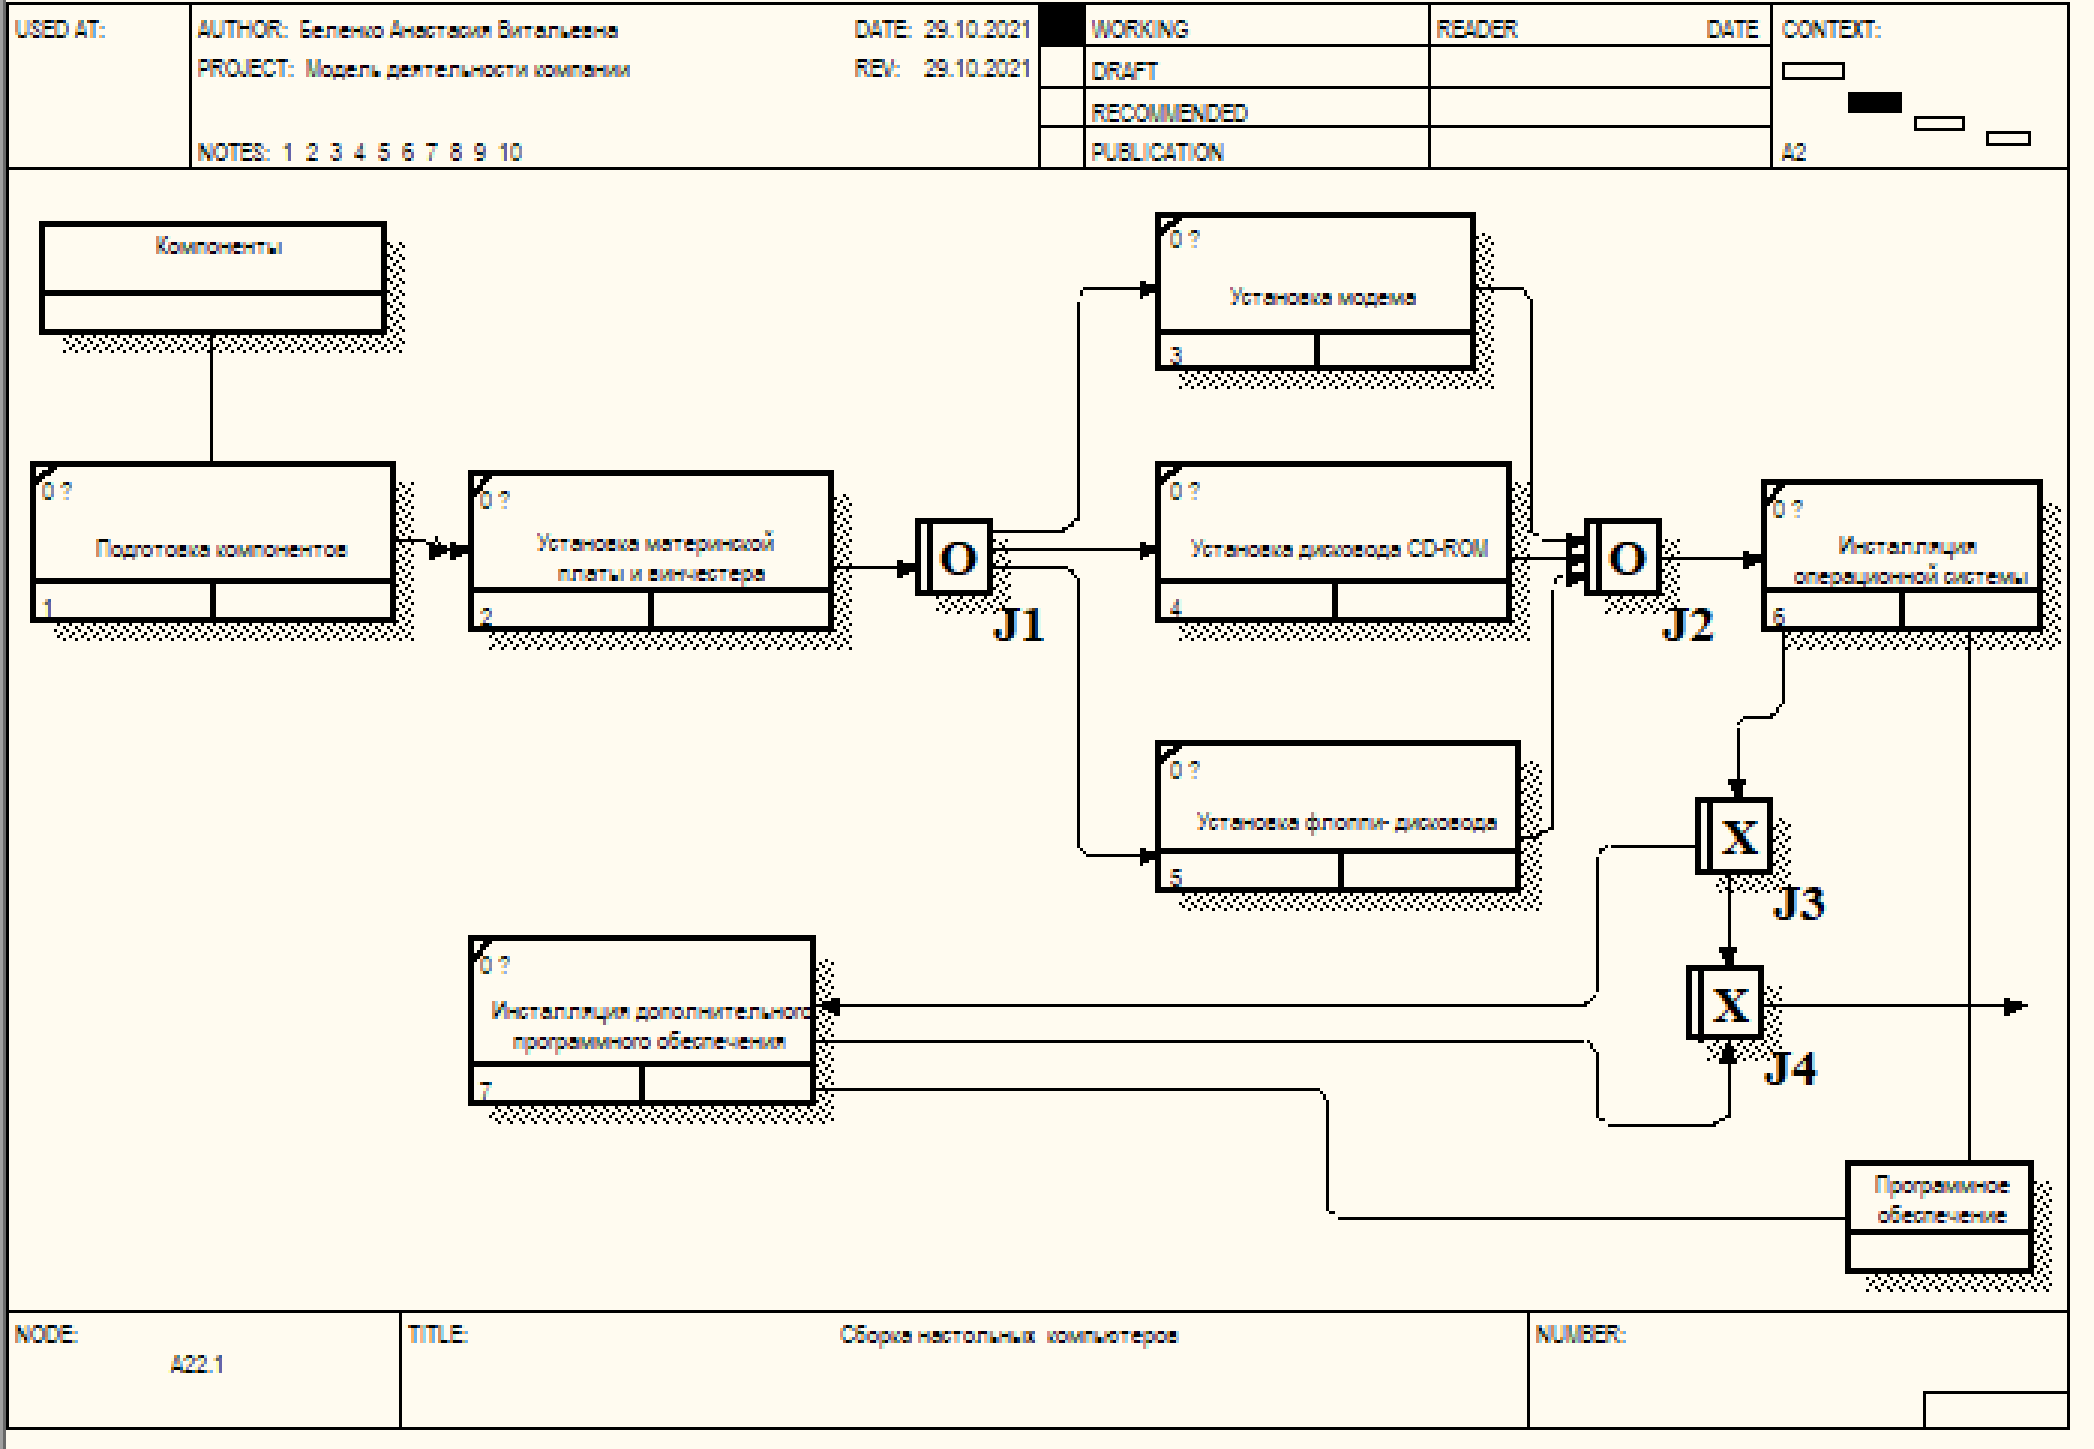 USED AT:
AUTHOR: Беленко Анастасия Витальевна
DATE: 29.10.2021
PROJECT: Модель деятельности компании
REV: 29.10.2021
NOTES: 1 2 3 4 5 6 7 8 9 10
WORKING
DRAFT
RECOMMENDED
PUBLICATION
READER
DATE
CONTEXT:
A2
Компоненты
0 ?
Подготовка компонентов
1
0 ?
Установка материнской
платы и винчестера
2
O
J1
0 ?
Установка модема
3
0 ?
Установка дисковода CD-ROM
4
0 ?
Установка флоппи- дисковода
5
O
J2
0 ?
Инсталляция
операционной системы
6
X
J3
X
J4
0 ?
Инсталляция дополнительного
программного обеспечения
7
Программное
обеспечение
NODE:
A22.1
TITLE:
Сборка настольных компьютеров
NUMBER: